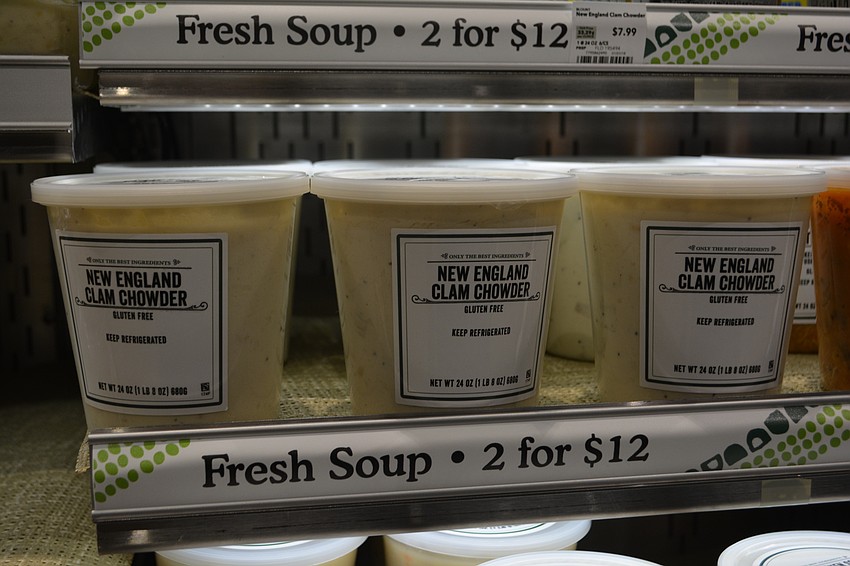 Fresh Soup • 2 for $12
New England Clam Chowder
$7.99
Fres
ONLY THE BEST INGREDIENTS
NEW ENGLAND
CLAM CHOWDER
GLUTEN FREE
KEEP REFRIGERATED
NET WT 24 OZ (1 LB 8 OZ) 680G
ONLY THE BEST INGREDIENTS
NEW ENGLAND
CLAM CHOWDER
GLUTEN FREE
KEEP REFRIGERATED
NET WT 24 OZ (1 LB 8 OZ) 680G
ONLY THE BEST INGREDIENTS
NEW ENGLAND
CLAM CHOWDER
GLUTEN FREE
KEEP REFRIGERATED
NET WT 24 OZ (1 LB 8 OZ) 680G
Fresh Soup • 2 for $12